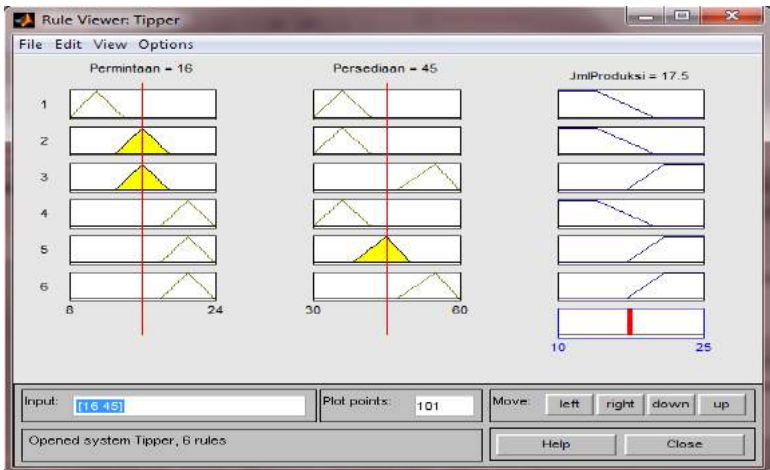 Rule Viewer: Tipper
File Edit View Options
Permintaan = 16
Persediaan = 45
JmlProduksi = 17.5
1
2
3
4
5
6
8 24
30 60
10 25
Input:
[16 45]
Plot points:
101
Move:
left
right
down
up
Opened system Tipper, 6 rules
Help
Close